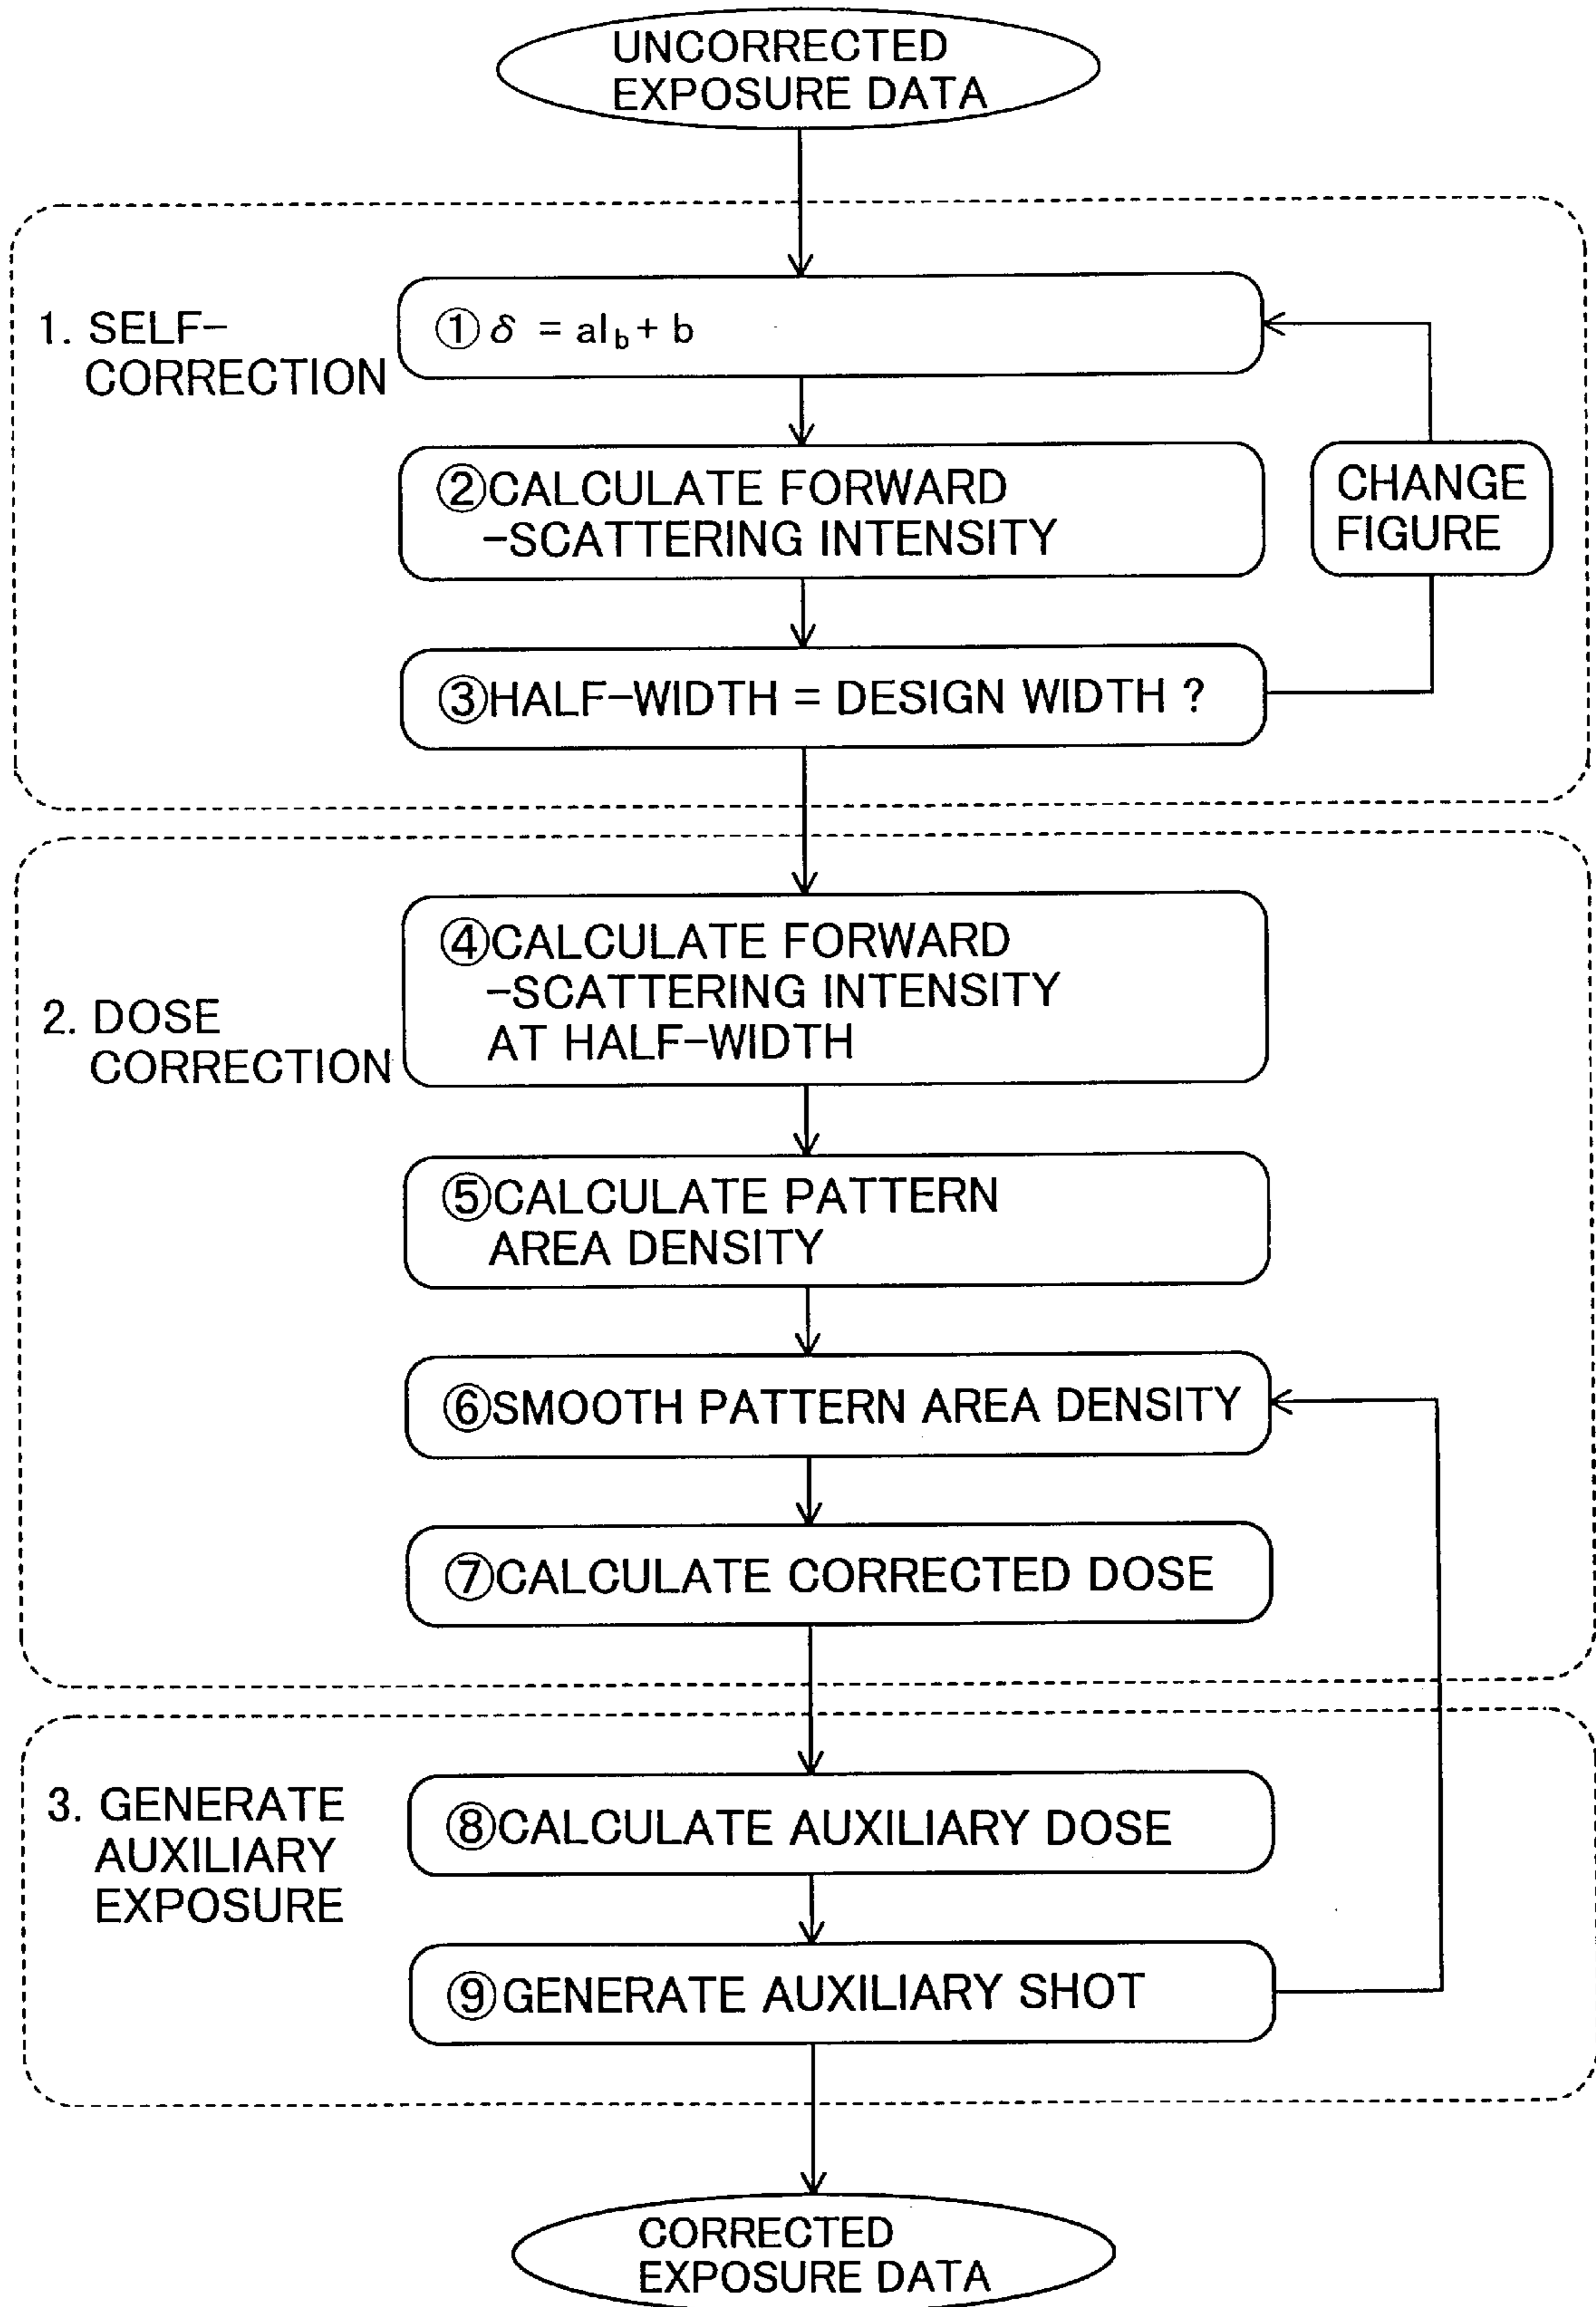 UNCORRECTED
EXPOSURE DATA
1. SELF-
CORRECTION
① δ = aI_b + b
②CALCULATE FORWARD
-SCATTERING INTENSITY
CHANGE
FIGURE
③HALF-WIDTH = DESIGN WIDTH ?
2. DOSE
CORRECTION
④CALCULATE FORWARD
-SCATTERING INTENSITY
AT HALF-WIDTH
⑤CALCULATE PATTERN
AREA DENSITY
⑥SMOOTH PATTERN AREA DENSITY
⑦CALCULATE CORRECTED DOSE
3. GENERATE
AUXILIARY
EXPOSURE
⑧CALCULATE AUXILIARY DOSE
⑨GENERATE AUXILIARY SHOT
CORRECTED
EXPOSURE DATA